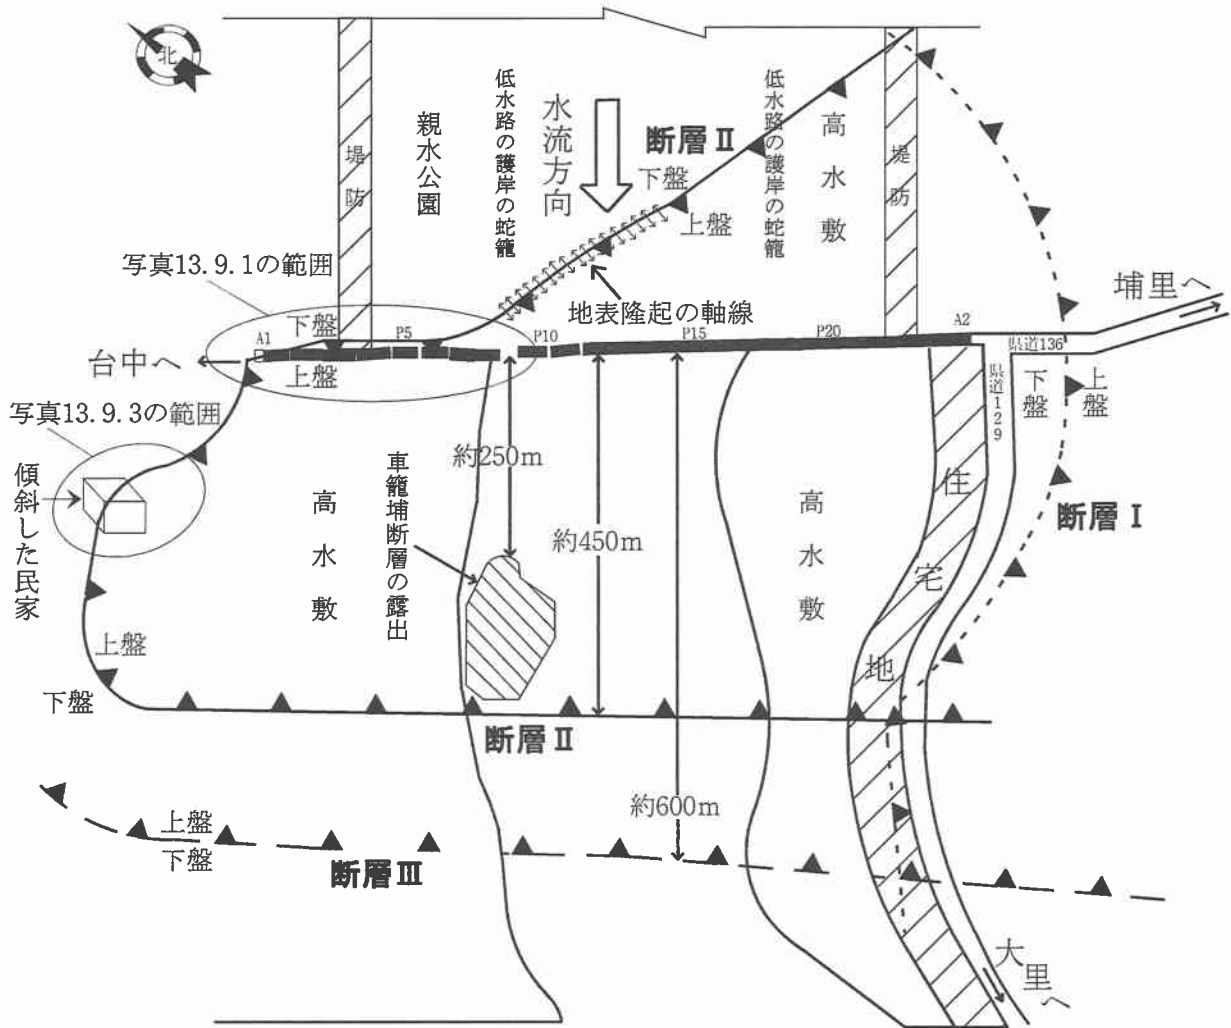 北
堤防
親水公園
低水路の護岸の蛇籠
水流方向
断層Ⅱ
下盤
上盤
低水路の護岸の蛇籠
高水敷
堤防
写真13.9.1の範囲
地表隆起の軸線
埔里へ
下盤
A1
P5
P10
P15
P20
A2
台中へ
上盤
県道136
県道129
下盤
上盤
写真13.9.3の範囲
傾斜した民家
高水敷
車籠埔断層の露出
約250m
約450m
高水敷
住宅地
断層Ⅰ
上盤
下盤
断層Ⅱ
約600m
上盤
下盤
断層Ⅲ
大里へ